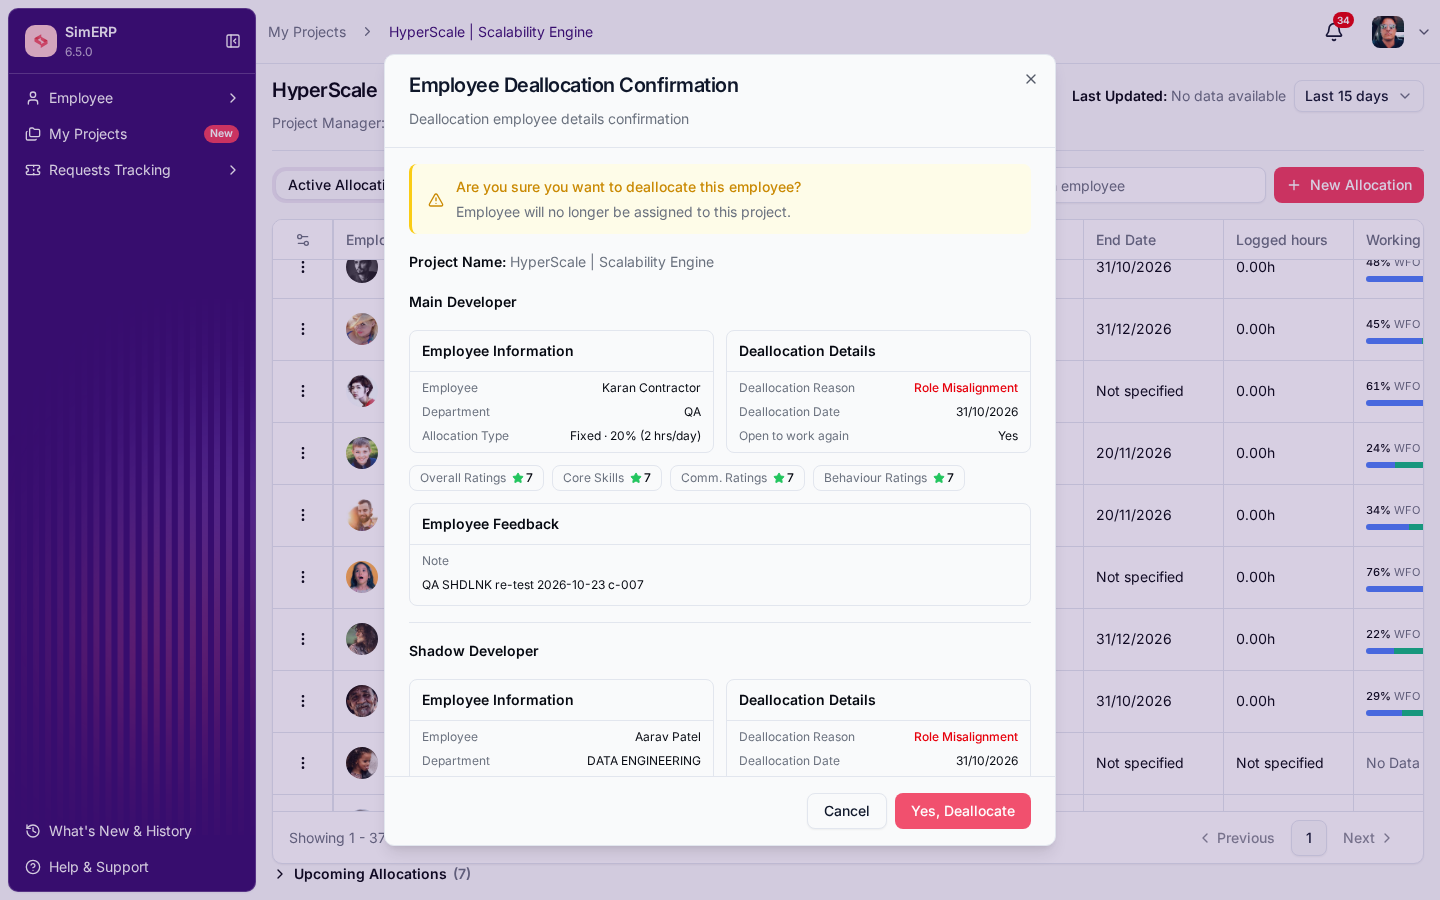 SimERP
6.5.0
Employee
My Projects
New
Requests Tracking
What's New & History
Help & Support
My Projects
HyperScale | Scalability Engine
34
HyperScale
Project Manager:
Last Updated: No data available
Last 15 days
employee
New Allocation
End Date
Logged hours
Working
31/10/2026
0.00h
48% WFO
31/12/2026
0.00h
45% WFO
Not specified
0.00h
61% WFO
20/11/2026
0.00h
24% WFO
20/11/2026
0.00h
34% WFO
Not specified
0.00h
76% WFO
31/12/2026
0.00h
22% WFO
31/10/2026
0.00h
29% WFO
Not specified
Not specified
No Data
Showing 1 - 37
Previous
1
Next
Upcoming Allocations (7)
Employee Deallocation Confirmation
Deallocation employee details confirmation
Are you sure you want to deallocate this employee?
Employee will no longer be assigned to this project.
Project Name: HyperScale | Scalability Engine
Main Developer
Employee Information
Employee
Karan Contractor
Department
QA
Allocation Type
Fixed · 20% (2 hrs/day)
Deallocation Details
Deallocation Reason
Role Misalignment
Deallocation Date
31/10/2026
Open to work again
Yes
Overall Ratings 7
Core Skills 7
Comm. Ratings 7
Behaviour Ratings 7
Employee Feedback
Note
QA SHDLNK re-test 2026-10-23 c-007
Shadow Developer
Employee Information
Employee
Aarav Patel
Department
DATA ENGINEERING
Deallocation Details
Deallocation Reason
Role Misalignment
Deallocation Date
31/10/2026
Cancel
Yes, Deallocate